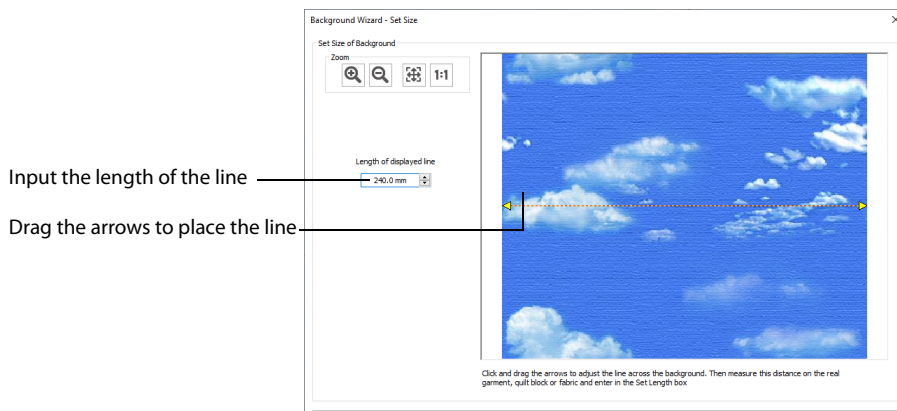 Background Wizard - Set Size
Set Size of Background
Zoom
1:1
Length of displayed line
240.0 mm
Input the length of the line
Drag the arrows to place the line
Click and drag the arrows to adjust the line across the background. Then measure this distance on the real
garment, quilt block or fabric and enter in the Set Length box